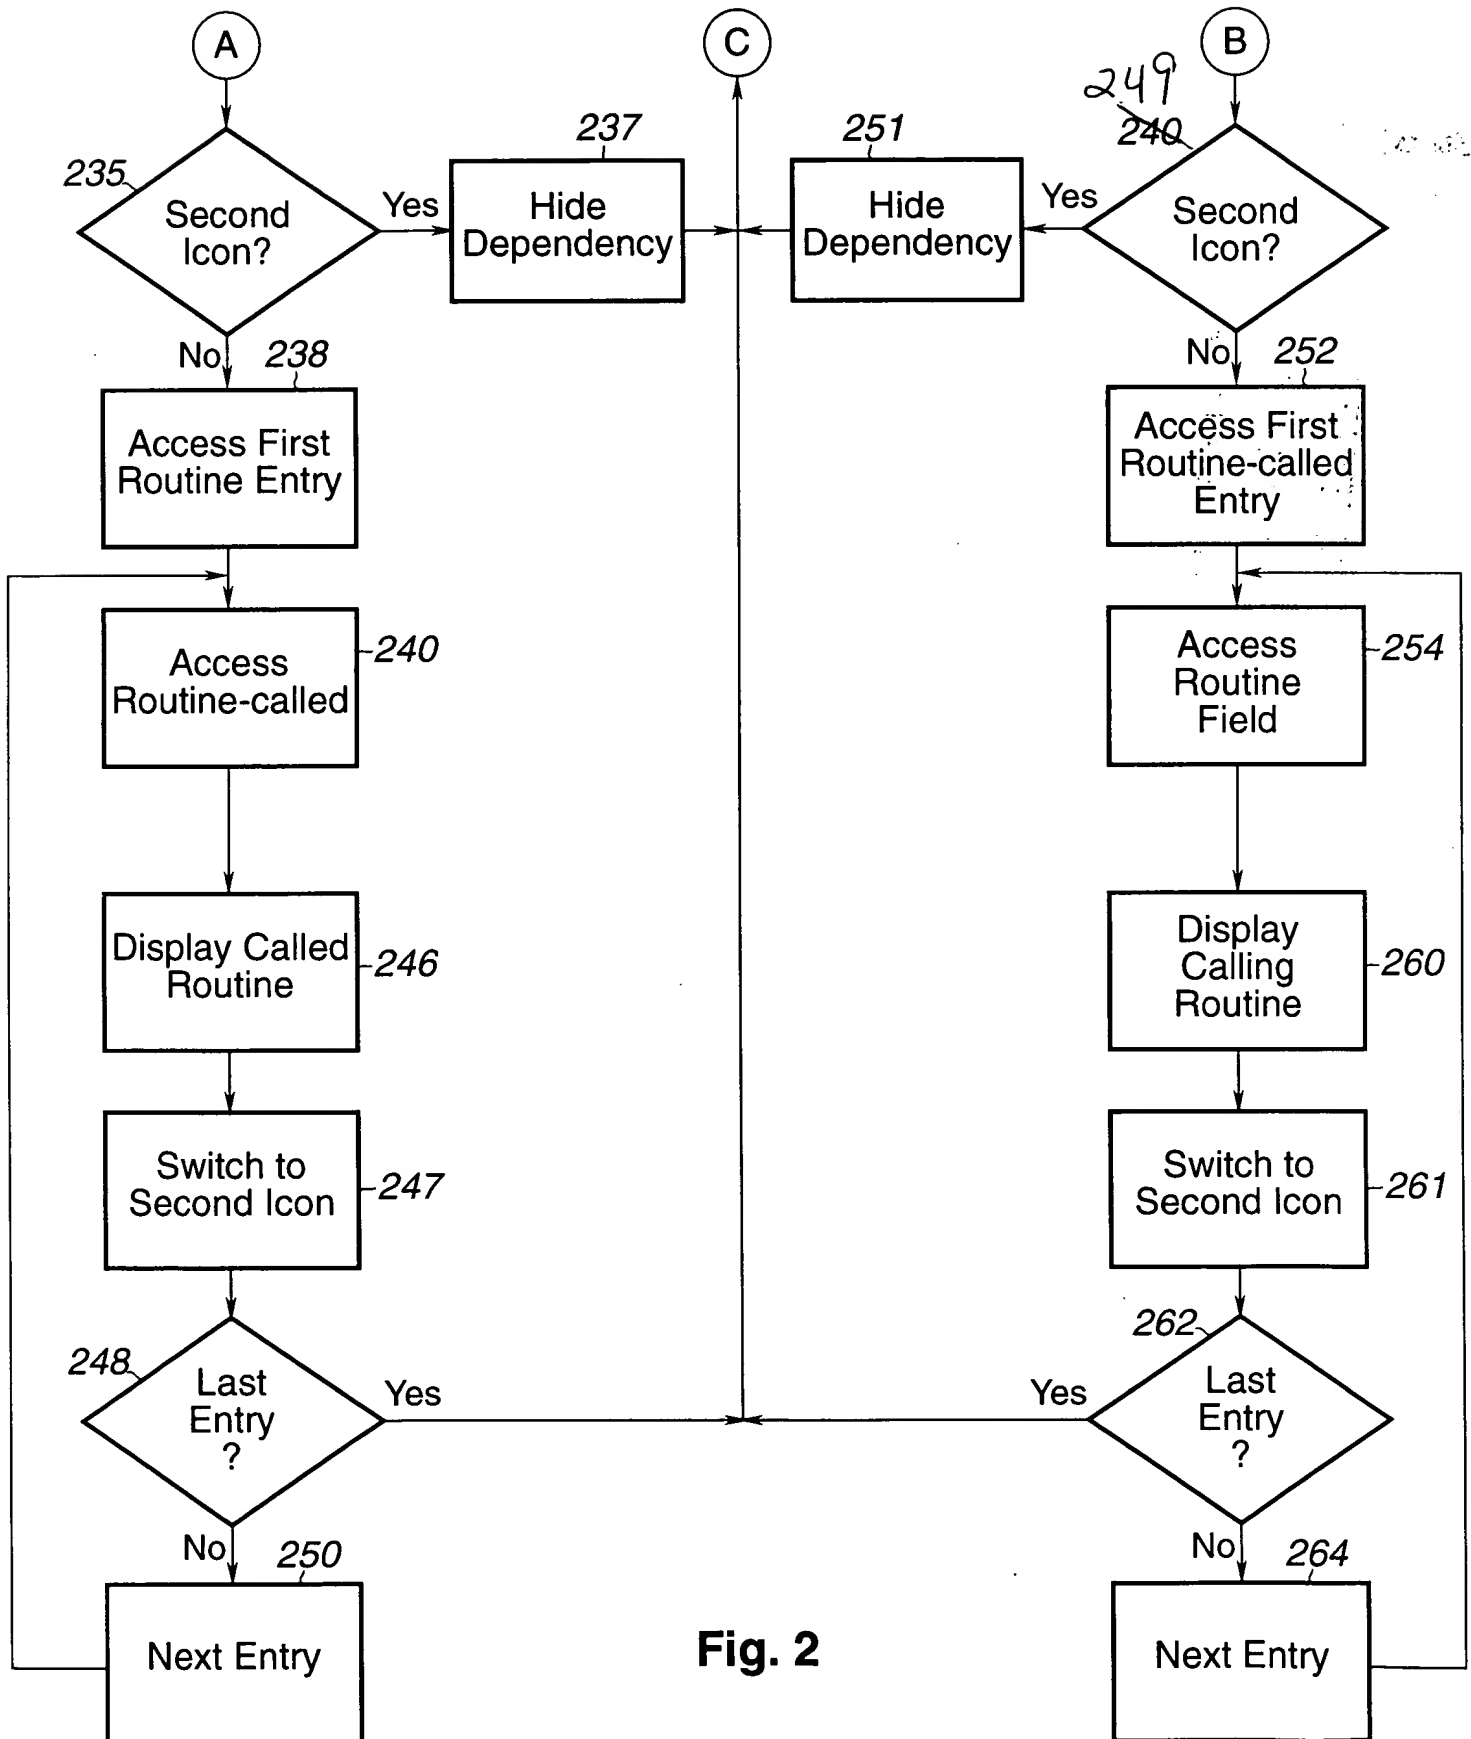 A
C
B
249
240
235
Second
Icon?
Yes
237
Hide
Dependency
251
Hide
Dependency
Yes
Second
Icon?
No
238
Access First
Routine Entry
No
252
Access First
Routine-called
Entry
Access
Routine-called
240
Access
Routine
Field
254
Display Called
Routine
246
Display
Calling
Routine
260
Switch to
Second Icon
247
Switch to
Second Icon
261
248
Last
Entry
?
Yes
262
Yes
Last
Entry
?
No
250
Next Entry
No
264
Next Entry
Fig. 2